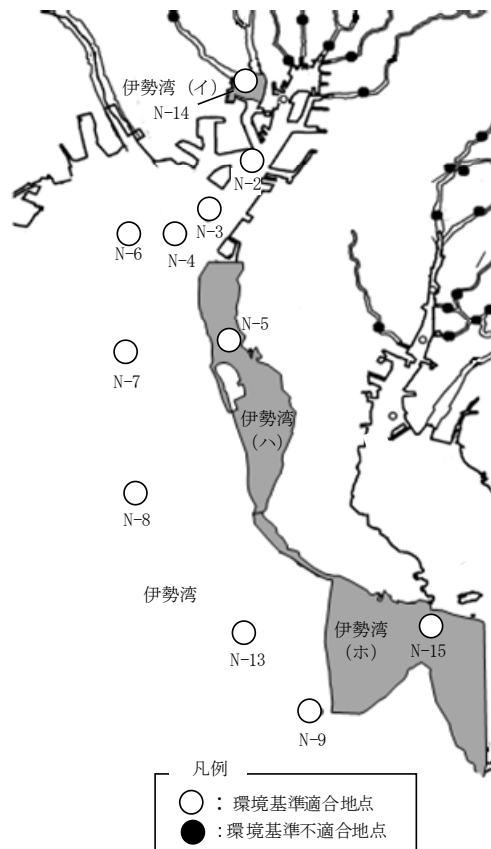 伊勢湾（イ）
N-14
N-2
N-3
N-6
N-4
N-5
N-7
伊勢湾
（ハ）
N-8
伊勢湾
伊勢湾
（ホ）
N-15
N-13
N-9
凡例
○：環境基準適合地点
●：環境基準不適合地点